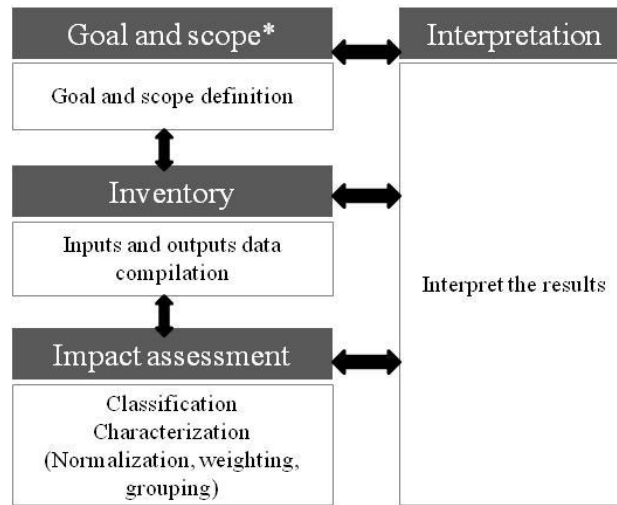 Goal and scope*
Goal and scope definition
Inventory
Inputs and outputs data
compilation
Impact assessment
Classification
Characterization
(Normalization, weighting,
grouping)
Interpretation
Interpret the results